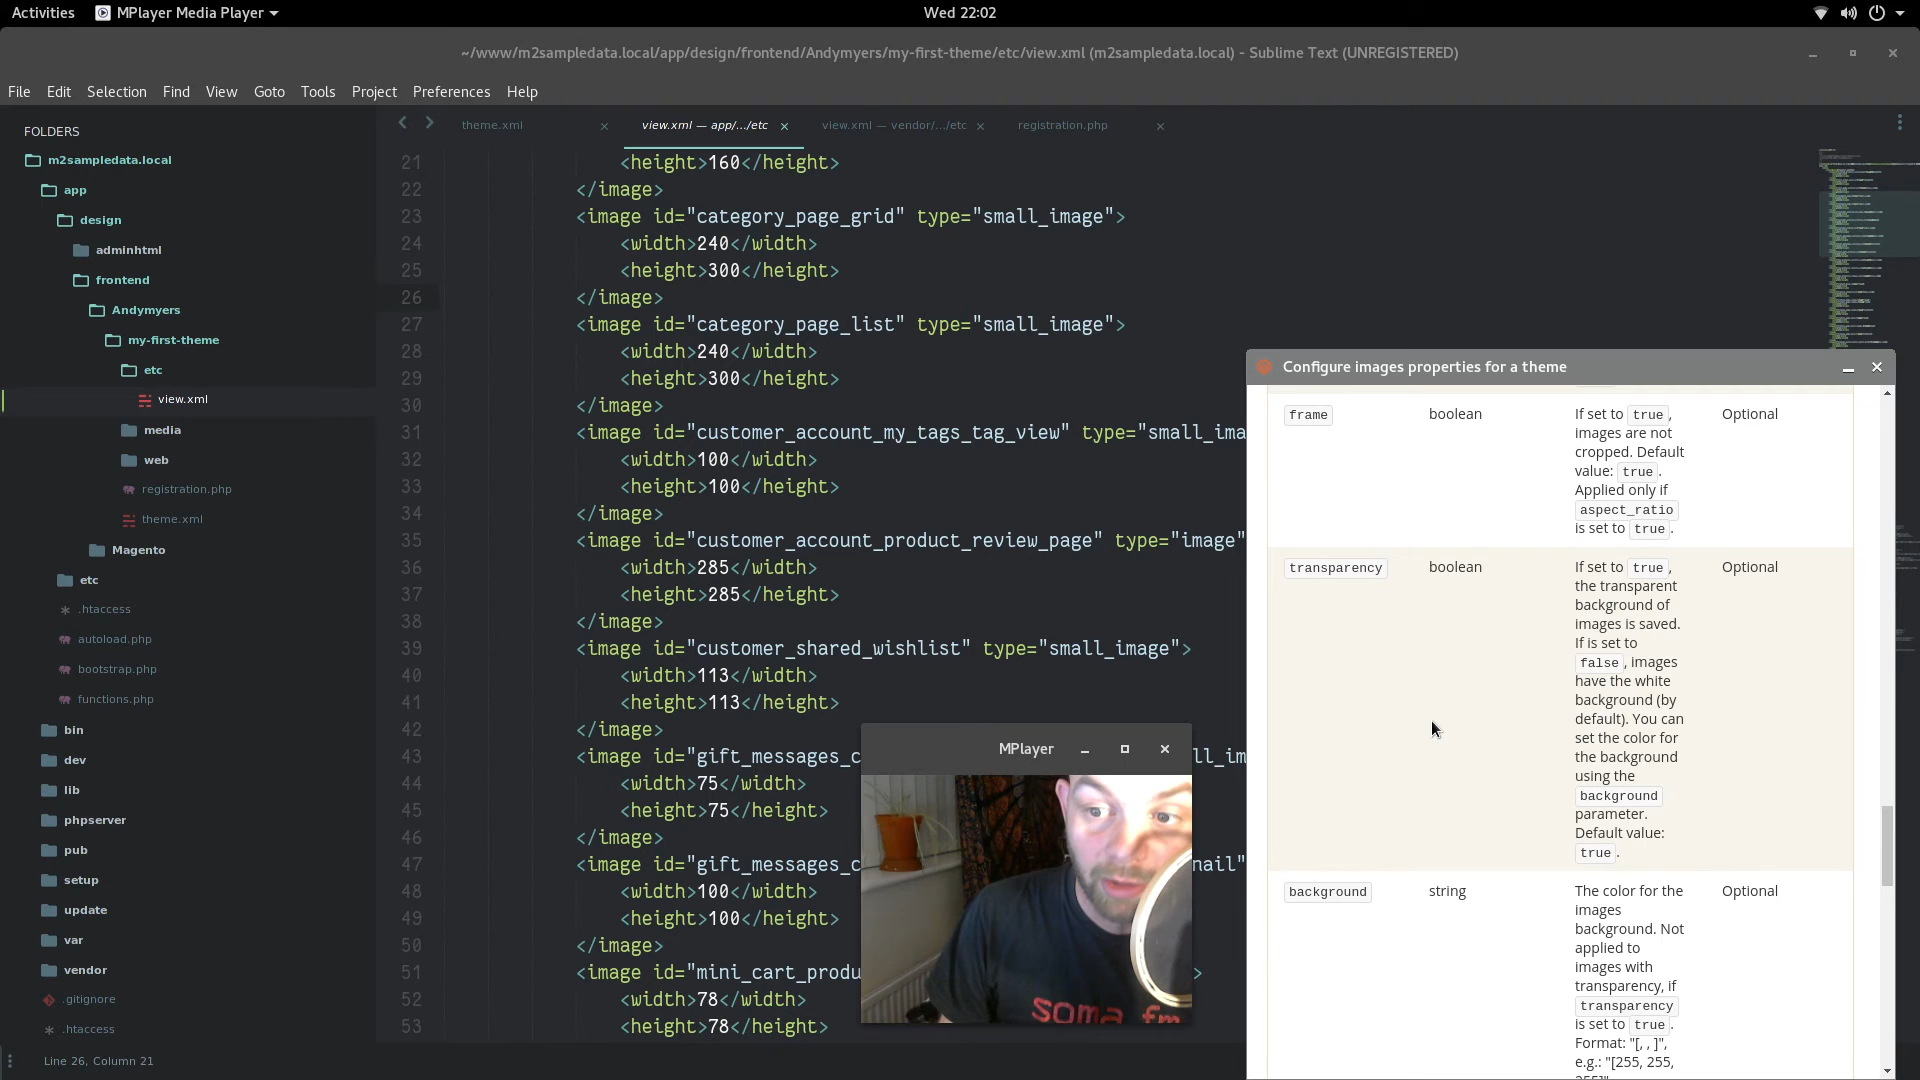 Activities
MPlayer Media Player
Wed 22:02
~/www/m2sampledata.local/app/design/frontend/Andymyers/my-first-theme/etc/view.xml (m2sampledata.local) - Sublime Text (UNREGISTERED)
File Edit Selection Find View Goto Tools Project Preferences Help
FOLDERS
m2sampledata.local
app
design
adminhtml
frontend
Andymyers
my-first-theme
etc
view.xml
media
web
registration.php
theme.xml
Magento
etc
.htaccess
autoload.php
bootstrap.php
functions.php
bin
dev
lib
phpserver
pub
setup
update
var
vendor
.gitignore
.htaccess
Line 26, Column 21
theme.xml
view.xml — app/.../etc
view.xml — vendor/.../etc
registration.php
21 <height>160</height>
22 </image>
23 <image id="category_page_grid" type="small_image">
24 <width>240</width>
25 <height>300</height>
26 </image>
27 <image id="category_page_list" type="small_image">
28 <width>240</width>
29 <height>300</height>
30 </image>
31 <image id="customer_account_my_tags_tag_view" type="small_ima
32 <width>100</width>
33 <height>100</height>
34 </image>
35 <image id="customer_account_product_review_page" type="image"
36 <width>285</width>
37 <height>285</height>
38 </image>
39 <image id="customer_shared_wishlist" type="small_image">
40 <width>113</width>
41 <height>113</height>
42 </image>
43 <image id="gift_messages_c ll_im
44 <width>75</width>
45 <height>75</height>
46 </image>
47 <image id="gift_messages_c nail"
48 <width>100</width>
49 <height>100</height>
50 </image>
51 <image id="mini_cart_produ >
52 <width>78</width>
53 <height>78</height>
MPlayer
soma fm
Configure images properties for a theme
frame
boolean
If set to true,
images are not
cropped. Default
value: true.
Applied only if
aspect_ratio
is set to true.
Optional
transparency
boolean
If set to true,
the transparent
background of
images is saved.
If is set to
false, images
have the white
background (by
default). You can
set the color for
the background
using the
background
parameter.
Default value:
true.
Optional
background
string
The color for the
images
background. Not
applied to
images with
transparency, if
transparency
is set to true.
Format: "[, , ]",
e.g.: "[255, 255,
255]"
Optional